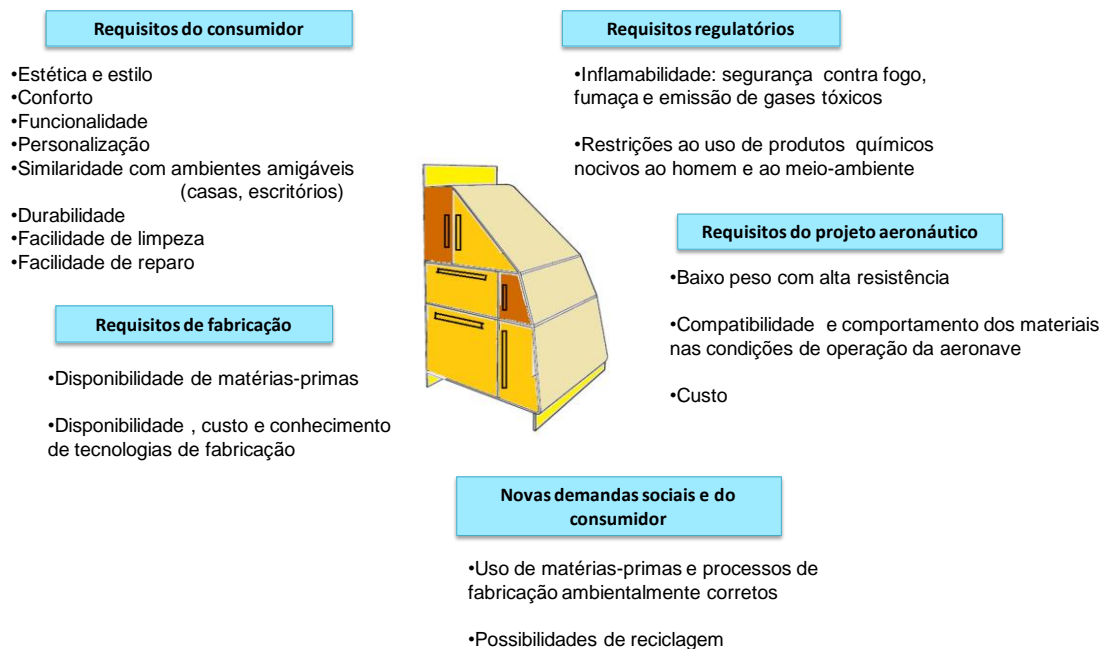 Requisitos do consumidor
•Estética e estilo
•Conforto
•Funcionalidade
•Personalização
•Similaridade com ambientes amigáveis
(casas, escritórios)
•Durabilidade
•Facilidade de limpeza
•Facilidade de reparo
Requisitos de fabricação
•Disponibilidade de matérias-primas
•Disponibilidade , custo e conhecimento
de tecnologias de fabricação
Requisitos regulatórios
•Inflamabilidade: segurança contra fogo,
fumaça e emissão de gases tóxicos
•Restrições ao uso de produtos químicos
nocivos ao homem e ao meio-ambiente
Requisitos do projeto aeronáutico
•Baixo peso com alta resistência
•Compatibilidade e comportamento dos materiais
nas condições de operação da aeronave
•Custo
Novas demandas sociais e do
consumidor
•Uso de matérias-primas e processos de
fabricação ambientalmente corretos
•Possibilidades de reciclagem